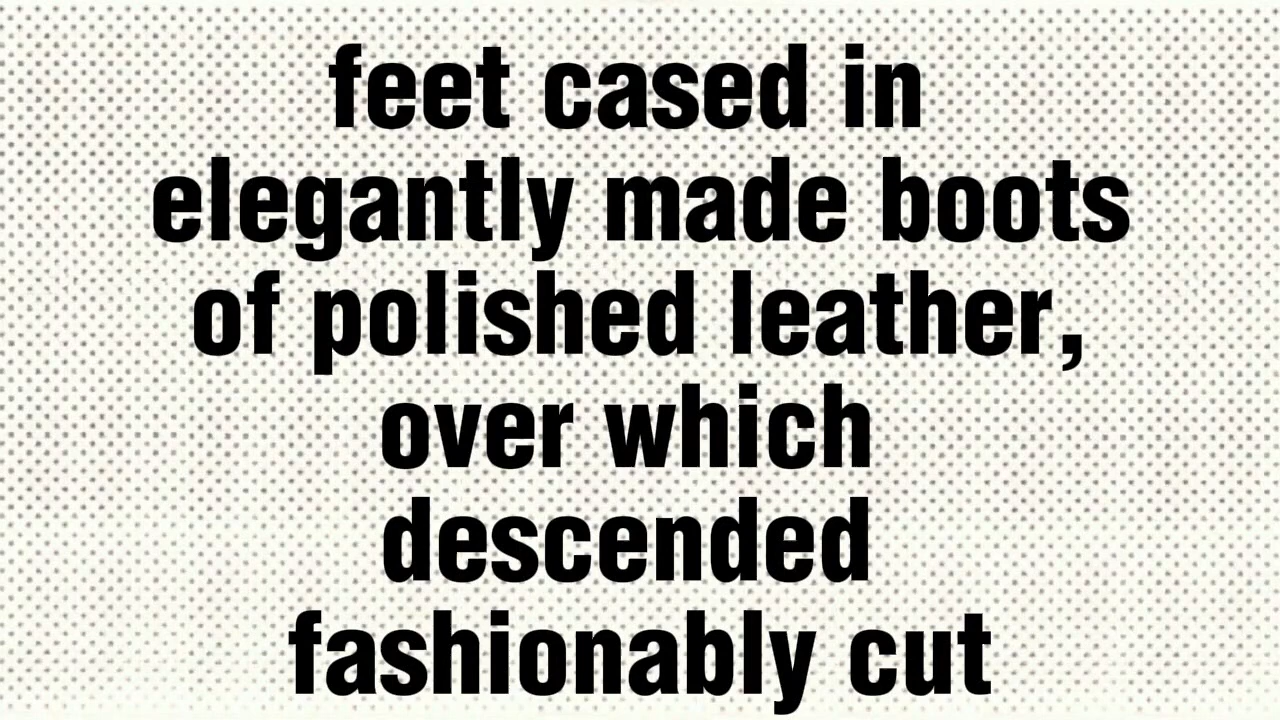 feet cased in
elegantly made boots
of polished leather,
over which
descended
fashionably cut